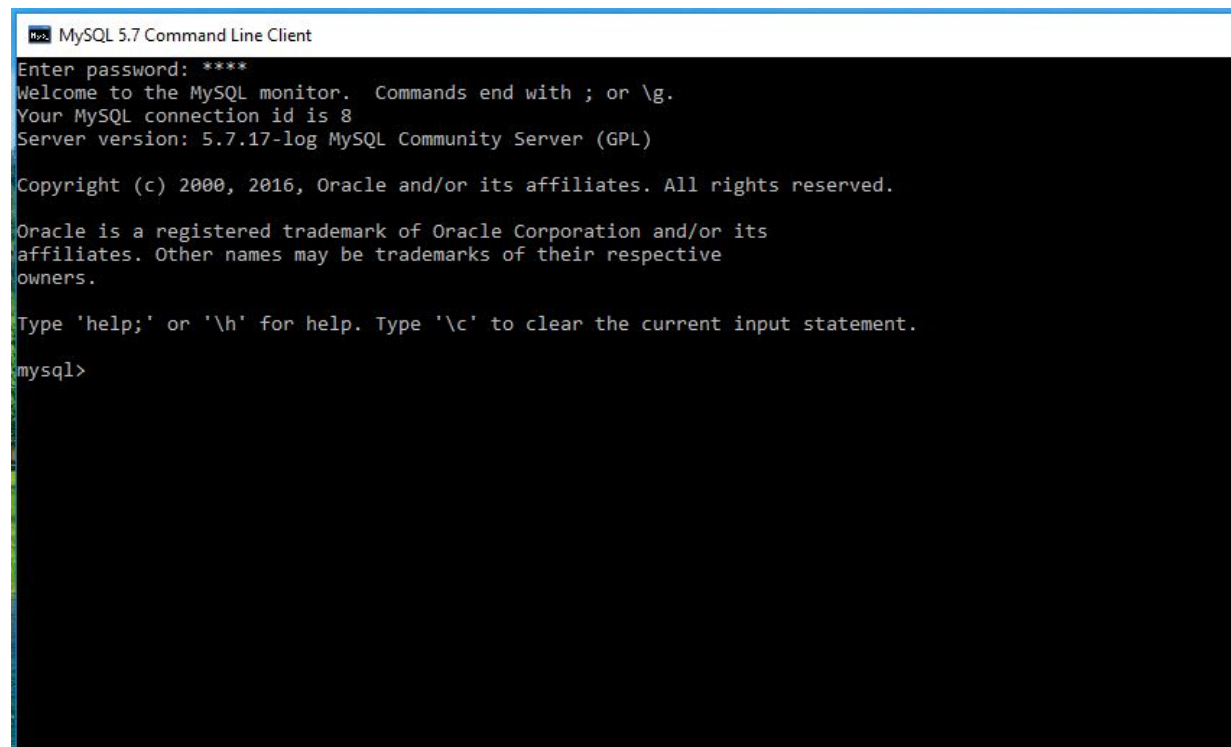 MySQL 5.7 Command Line Client
Enter password: ****
Welcome to the MySQL monitor.  Commands end with ; or \g.
Your MySQL connection id is 8
Server version: 5.7.17-log MySQL Community Server (GPL)
Copyright (c) 2000, 2016, Oracle and/or its affiliates. All rights reserved.
Oracle is a registered trademark of Oracle Corporation and/or its
affiliates. Other names may be trademarks of their respective
owners.
Type 'help;' or '\h' for help. Type '\c' to clear the current input statement.
mysql>